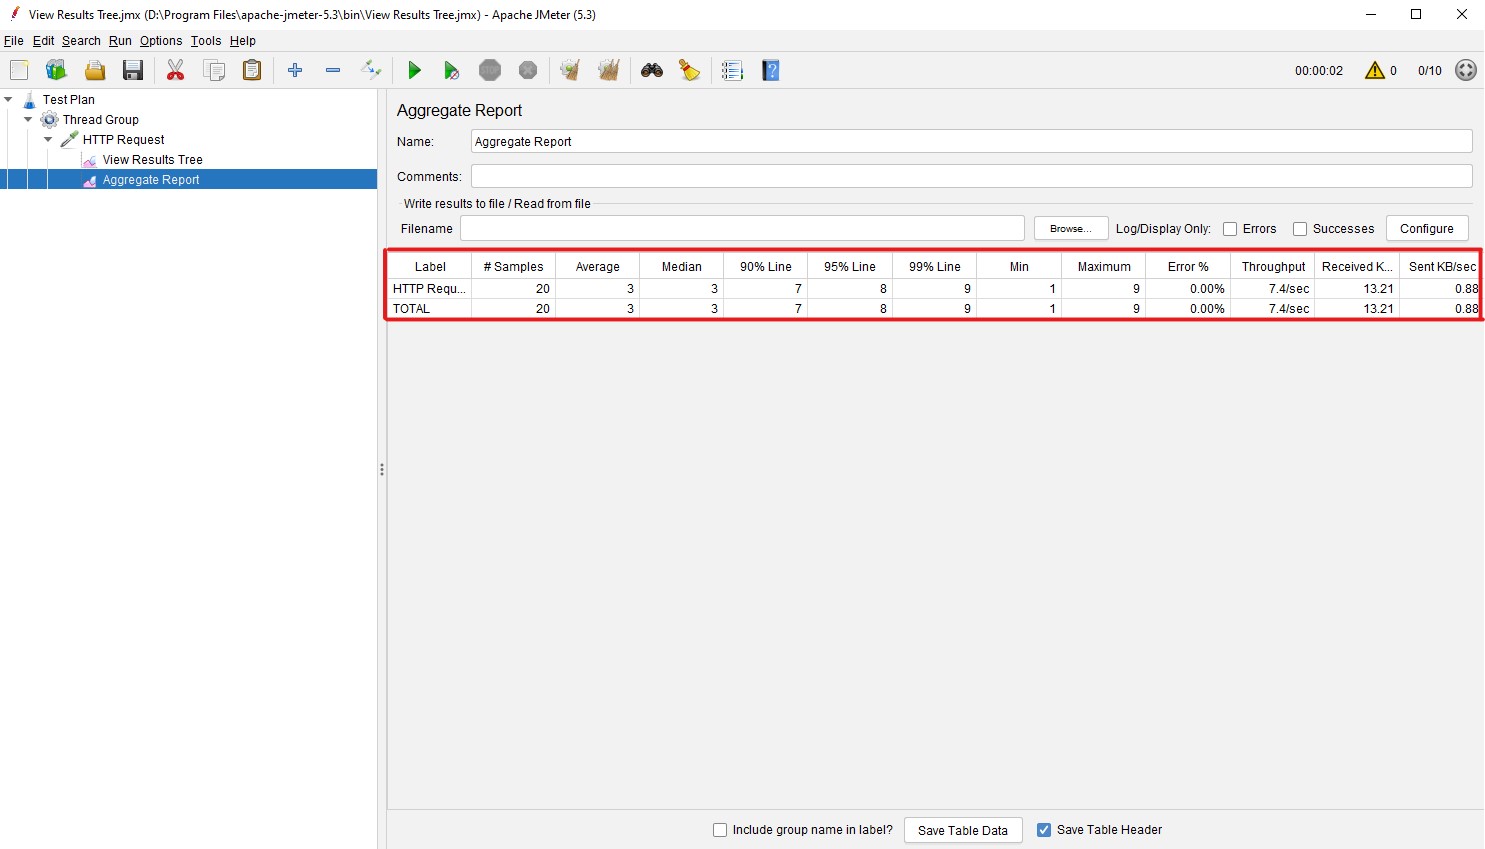 View Results Tree.jmx (D:\Program Files\apache-jmeter-5.3\bin\View Results Tree.jmx) - Apache JMeter (5.3)
File Edit Search Run Options Tools Help
STOP 00:00:02 0 0/10
Test Plan
Thread Group
HTTP Request
View Results Tree
Aggregate Report
Aggregate Report
Name: Aggregate Report
Comments:
Write results to file / Read from file
Filename Browse... Log/Display Only: Errors Successes Configure
Label # Samples Average Median 90% Line 95% Line 99% Line Min Maximum Error % Throughput Received K... Sent KB/sec
HTTP Requ... 20 3 3 7 8 9 1 9 0.00% 7.4/sec 13.21 0.88
TOTAL 20 3 3 7 8 9 1 9 0.00% 7.4/sec 13.21 0.88
Include group name in label? Save Table Data Save Table Header